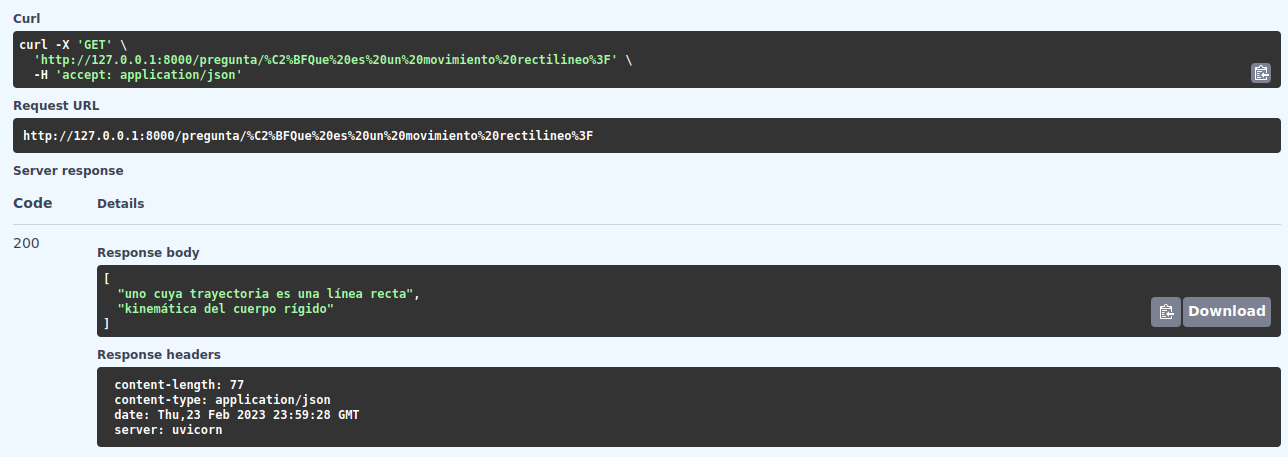 Curl
curl -X 'GET' \
'http://127.0.0.1:8000/pregunta/%C2%BFQue%20es%20un%20movimiento%20rectilineo%3F' \
-H 'accept: application/json'
Request URL
http://127.0.0.1:8000/pregunta/%C2%BFQue%20es%20un%20movimiento%20rectilineo%3F
Server response
Code Details
200
Response body
[
"uno cuya trayectoria es una línea recta",
"kinemática del cuerpo rígido"
]
Download
Response headers
content-length: 77
content-type: application/json
date: Thu,23 Feb 2023 23:59:28 GMT
server: uvicorn